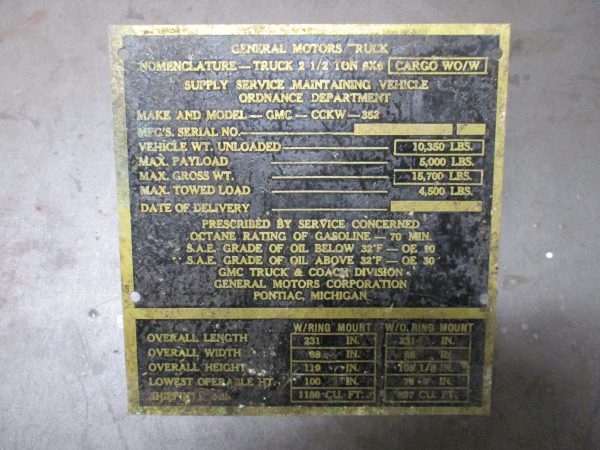 GENERAL MOTORS TRUCK
NOMENCLATURE — TRUCK 2 1/2 TON 6X6 CARGO WO/W
SUPPLY SERVICE MAINTAINING VEHICLE
ORDNANCE DEPARTMENT
MAKE AND MODEL — GMC — CCKW — 352
MFG'S. SERIAL NO.
VEHICLE WT. UNLOADED 10,350 LBS.
MAX. PAYLOAD 5,000 LBS.
MAX. GROSS WT. 15,700 LBS.
MAX. TOWED LOAD 4,500 LBS.
DATE OF DELIVERY
PRESCRIBED BY SERVICE CONCERNED
OCTANE RATING OF GASOLINE — 70 MIN.
S.A.E. GRADE OF OIL BELOW 32°F — OE 10
S.A.E. GRADE OF OIL ABOVE 32°F — OE 30
GMC TRUCK & COACH DIVISION
GENERAL MOTORS CORPORATION
PONTIAC, MICHIGAN
W/RING MOUNT W/O. RING MOUNT
OVERALL LENGTH 231 IN. 231 IN.
OVERALL WIDTH 88 IN. 88 IN.
OVERALL HEIGHT 119 IN. 109 1/8 IN.
LOWEST OPERABLE HT. 100 IN. 76 IN.
CU. FT. CU. FT.